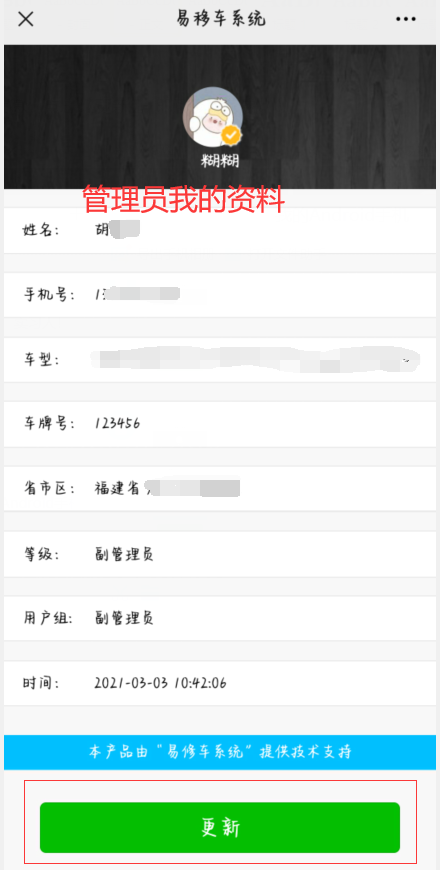 易移车系统
糊糊
管理员我的资料
姓名: 胡
手机号: 1
车型:
车牌号: 123456
省市区: 福建省
等级: 副管理员
用户组: 副管理员
时间: 2021-03-03 10:42:06
本产品由"易修车系统"提供技术支持
更新